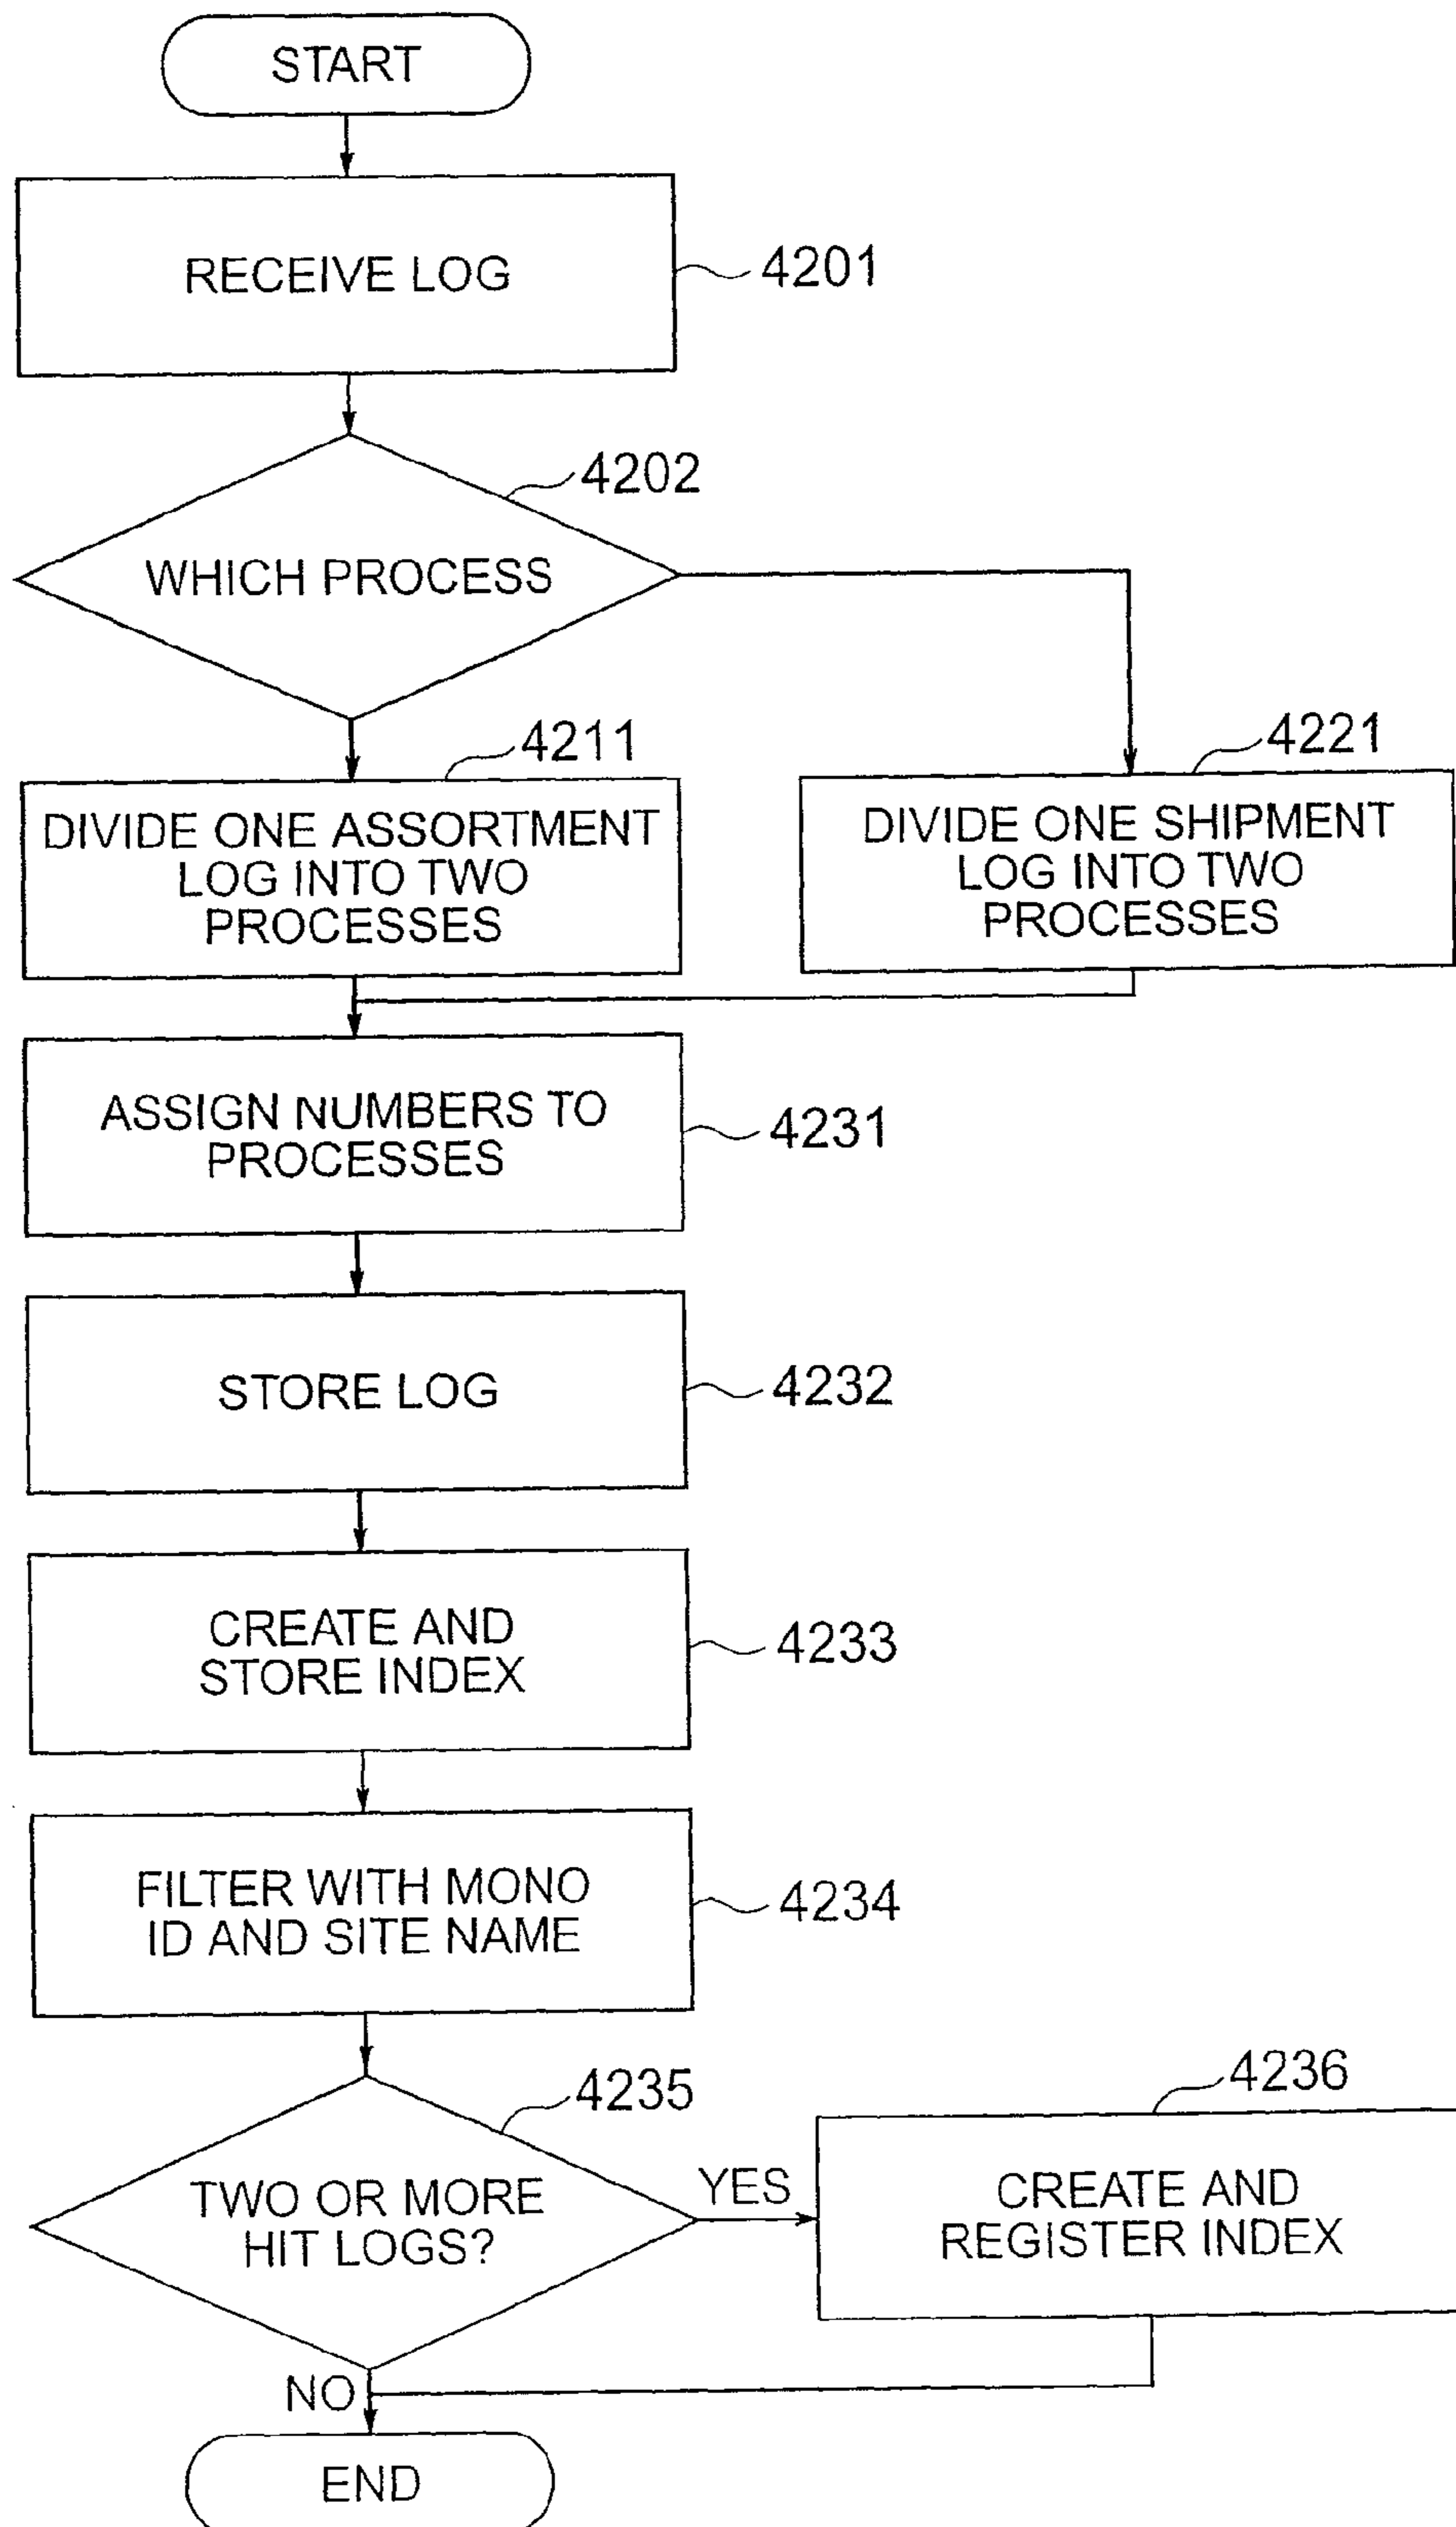 START
RECEIVE LOG
4201
4202
WHICH PROCESS
4211
DIVIDE ONE ASSORTMENT
LOG INTO TWO
PROCESSES
4221
DIVIDE ONE SHIPMENT
LOG INTO TWO
PROCESSES
ASSIGN NUMBERS TO
PROCESSES
4231
STORE LOG
4232
CREATE AND
STORE INDEX
4233
FILTER WITH MONO
ID AND SITE NAME
4234
4235
TWO OR MORE
HIT LOGS?
YES
4236
CREATE AND
REGISTER INDEX
NO
END